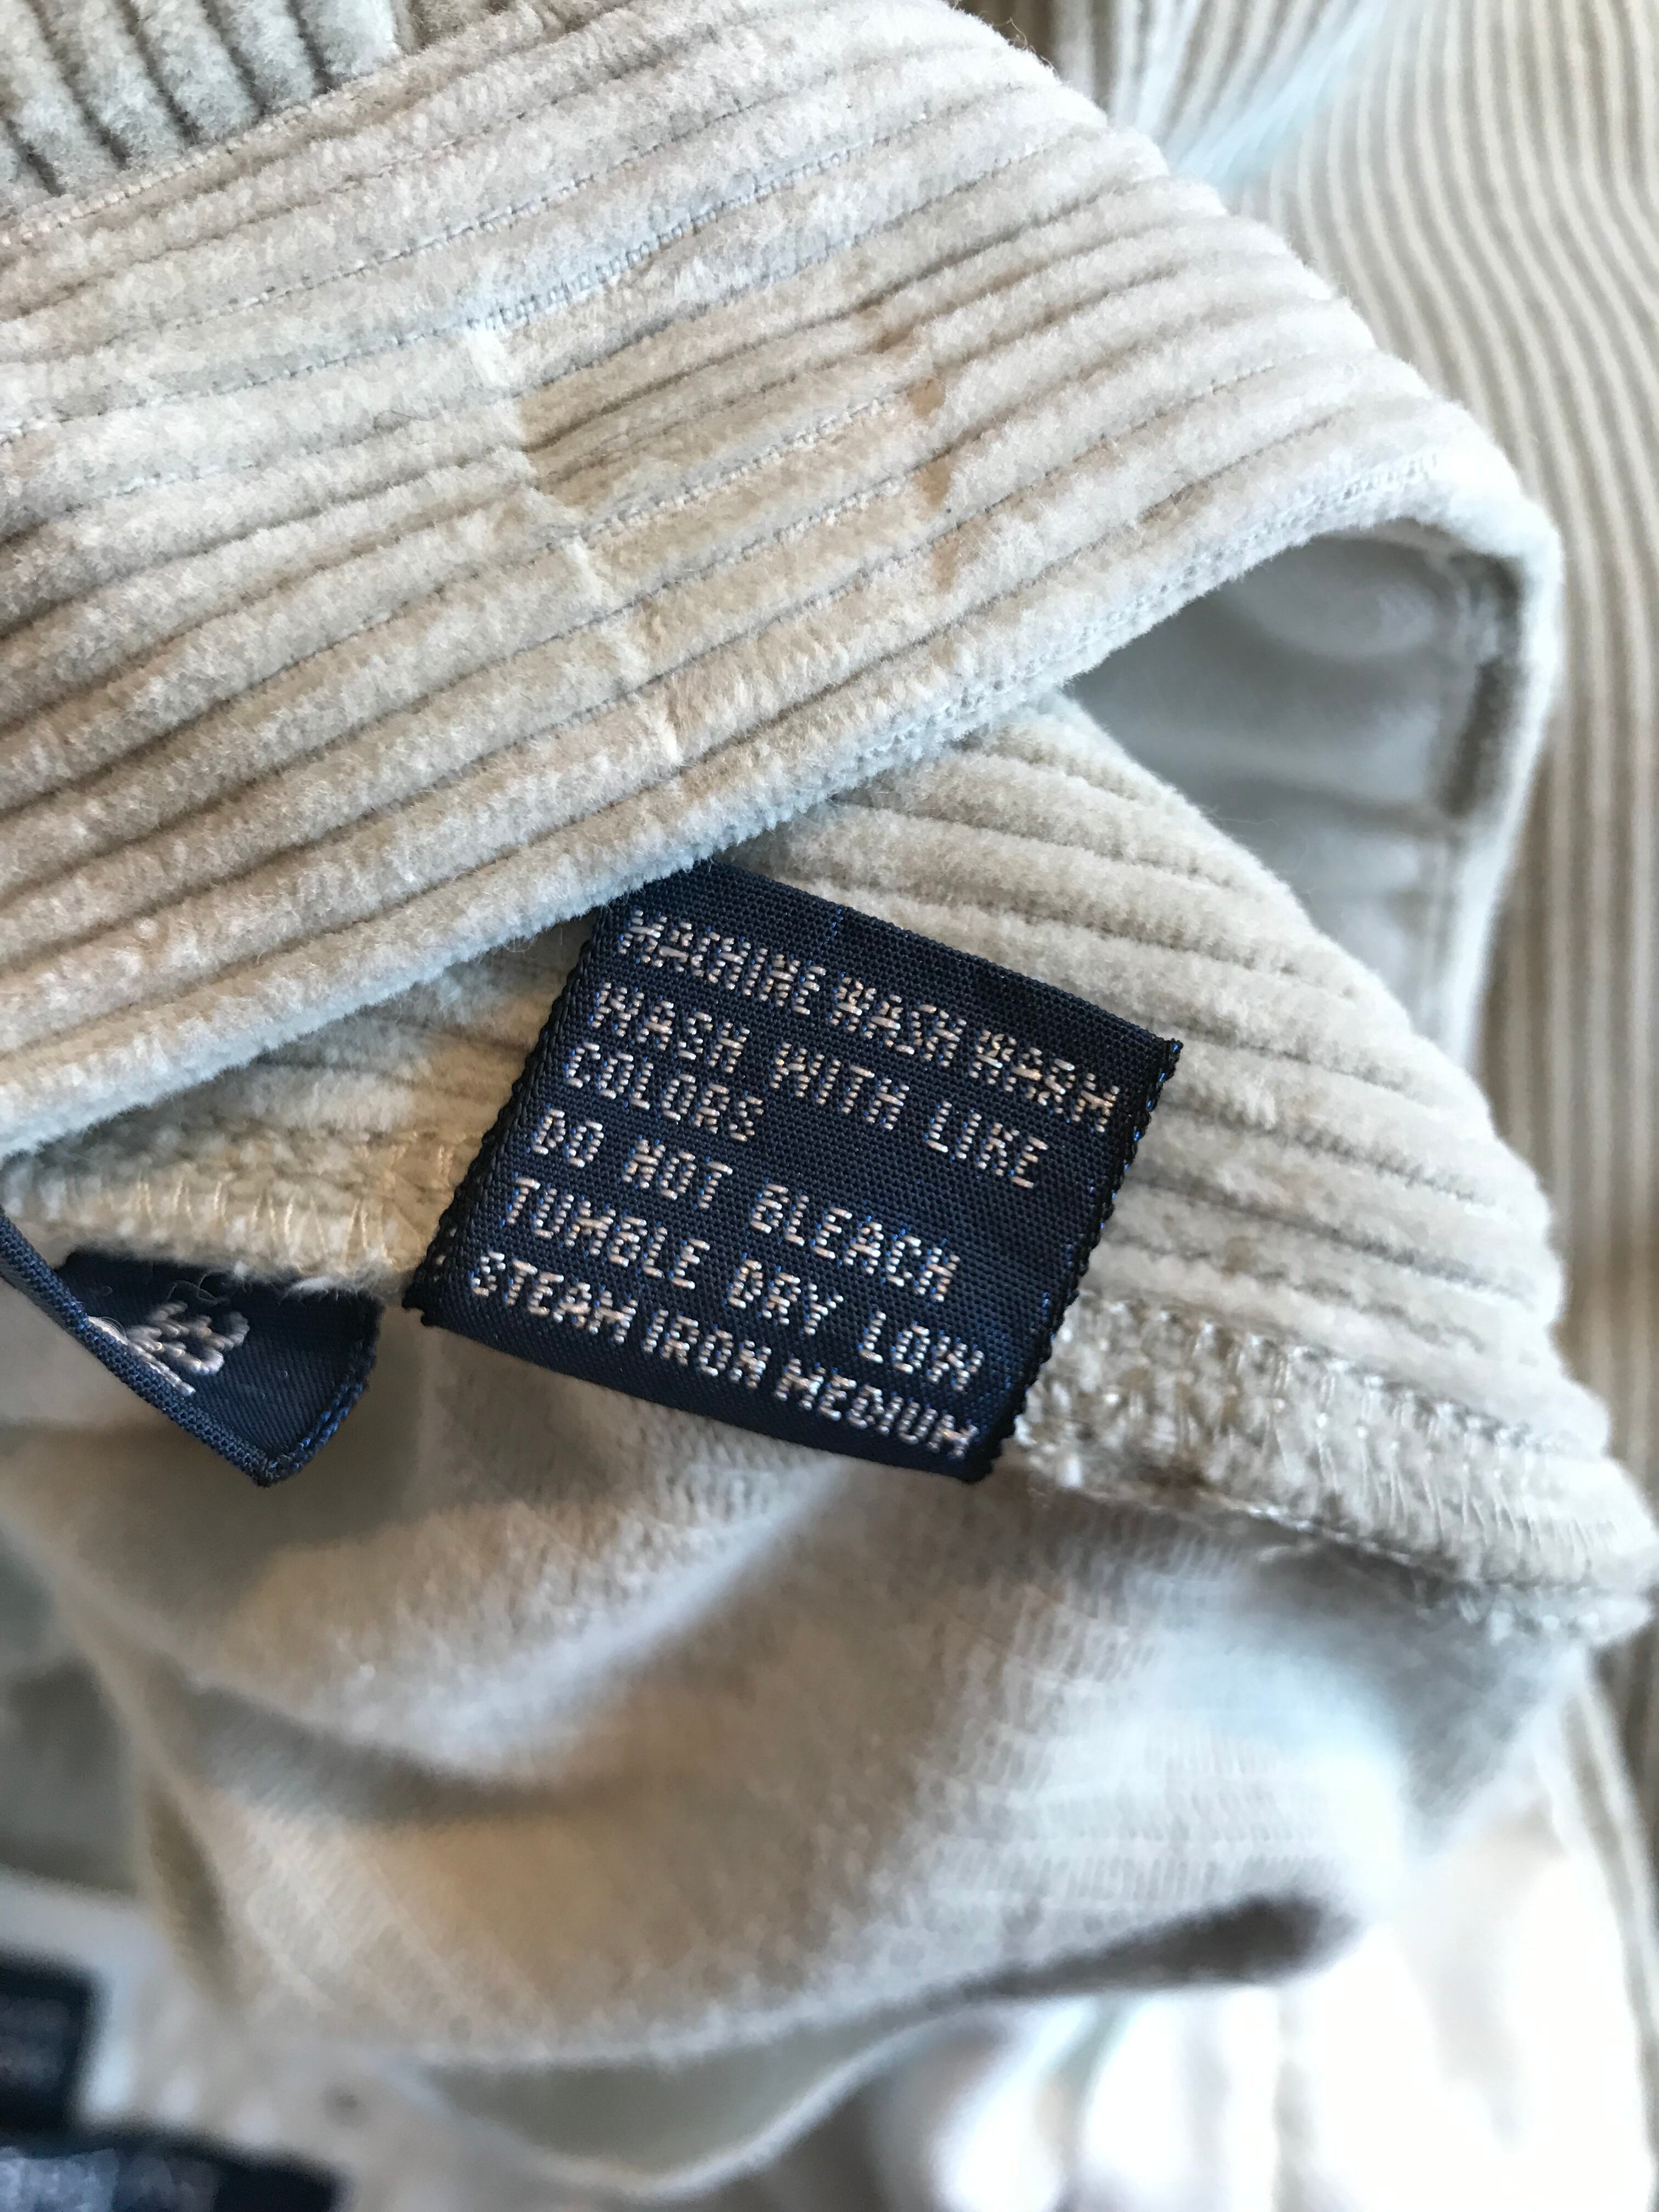 MACHINE WASH WARM
WASH WITH LIKE
COLORS
DO NOT BLEACH
TUMBLE DRY LOW
STEAM IRON MEDIUM